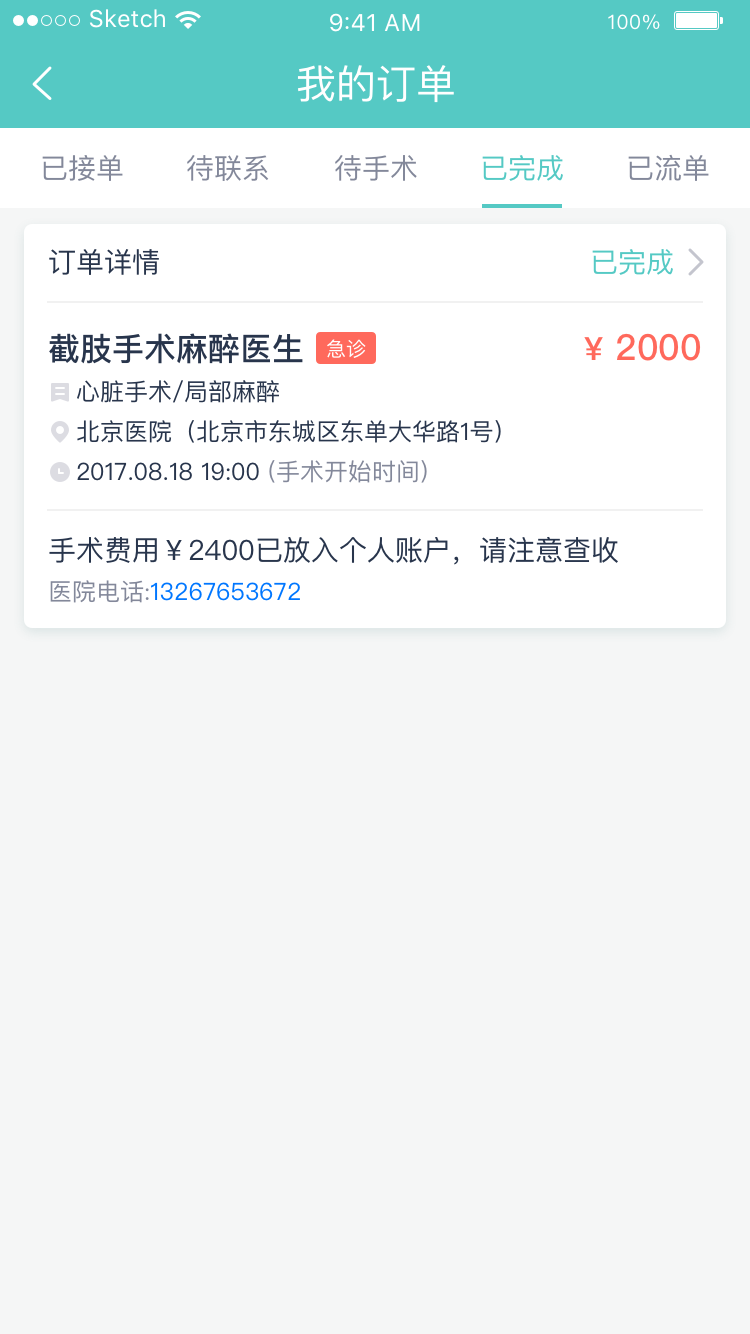 Sketch 9:41 AM 100%
我的订单
已接单 待联系 待手术 已完成 已流单
订单详情 已完成
截肢手术麻醉医生 急诊 ¥ 2000
心脏手术/局部麻醉
北京医院（北京市东城区东单大华路1号）
2017.08.18 19:00 (手术开始时间)
手术费用¥2400已放入个人账户，请注意查收
医院电话:13267653672